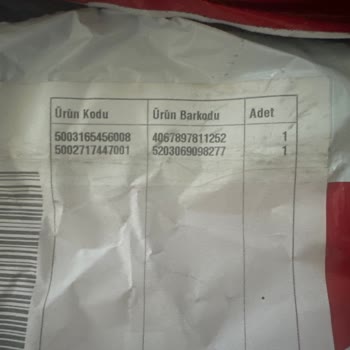 Ürün Kodu Ürün Barkodu Adet
5003165456008 4067897811252 1
5002717447001 5203069098277 1